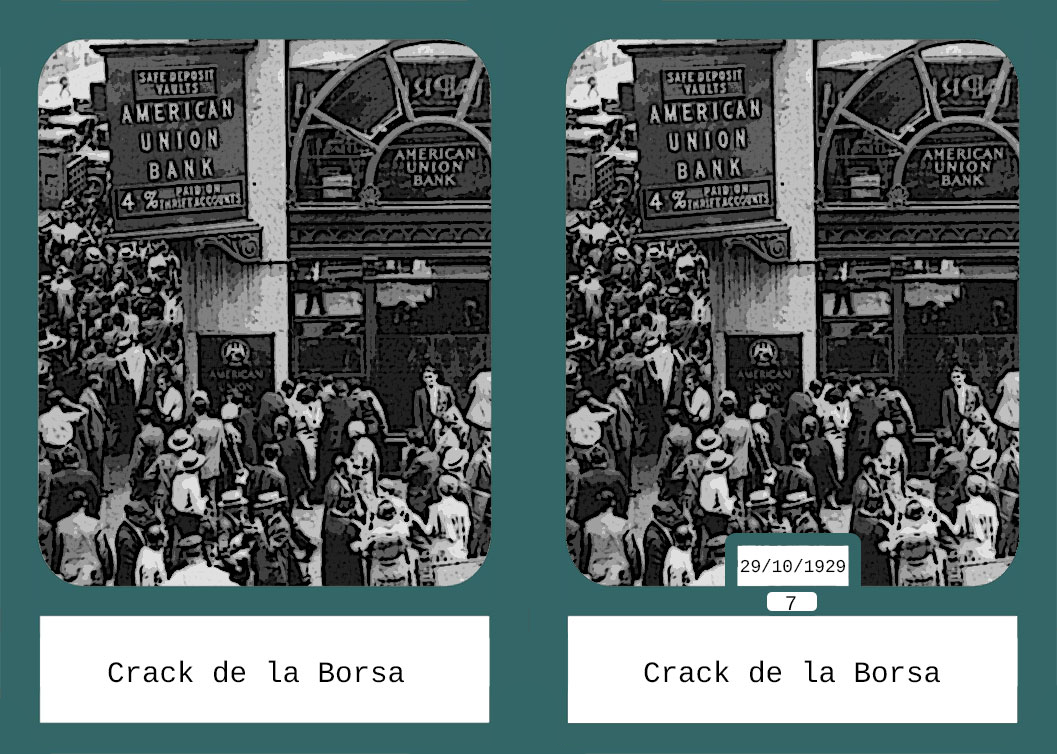 SAFE DEPOSIT
VAULTS
AMERICAN
UNION
BANK
4 % PAID ON
THRIFT ACCOUNTS
AMERICAN
UNION
BANK
AMERICAN
UNION
Crack de la Borsa
SAFE DEPOSIT
VAULTS
AMERICAN
UNION
BANK
4 % PAID ON
THRIFT ACCOUNTS
AMERICAN
UNION
BANK
AMERICAN
UNION
29/10/1929
7
Crack de la Borsa